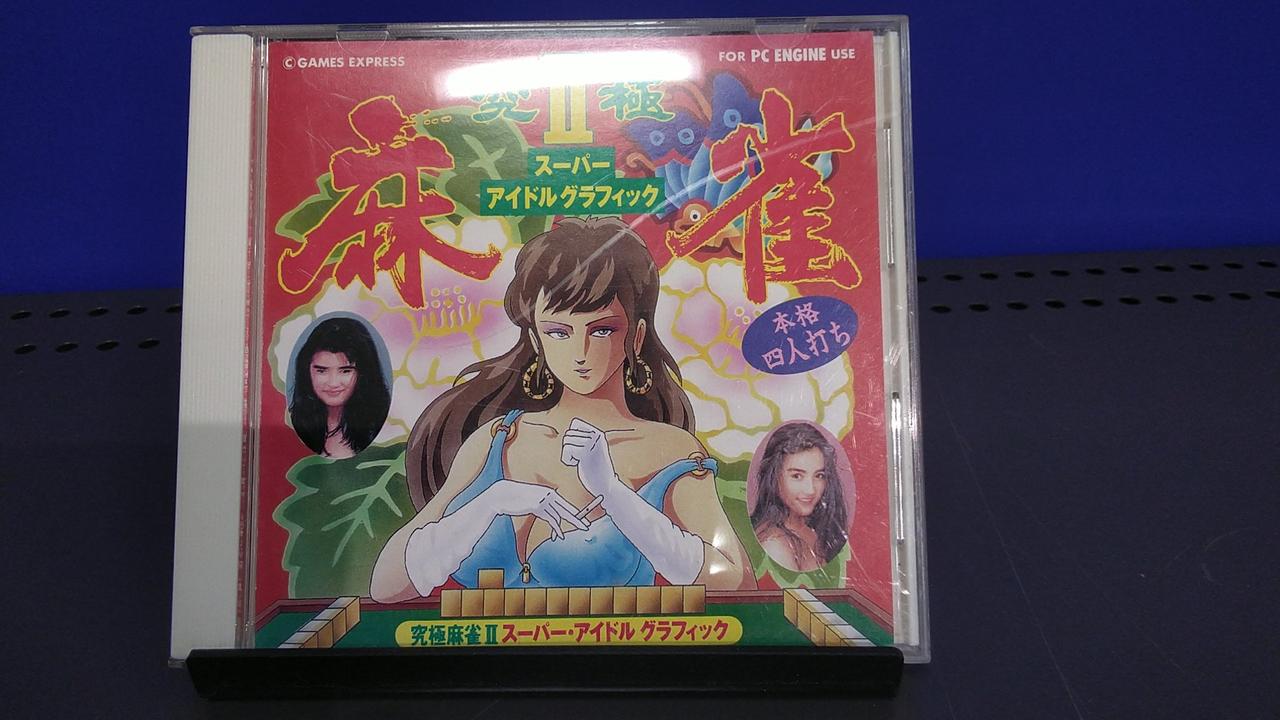 ©GAMES EXPRESS
FOR PC ENGINE USE
究極
II
麻雀
スーパー
アイドルグラフィック
本格
四人打ち
究極麻雀II スーパー・アイドル グラフィック